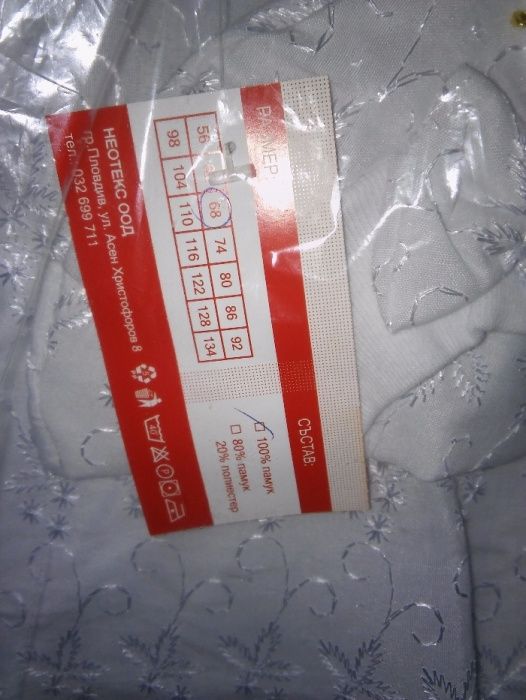 РАЗМЕР:
56 68 74 80 86 92
98 104 110 116 122 128 134
СЪСТАВ:
100% памук
80% памук
20% полиестер
НЕОТЕКС ООД
гр.Пловдив, ул. Асен Христофоров 8
тел.: 032 699 711